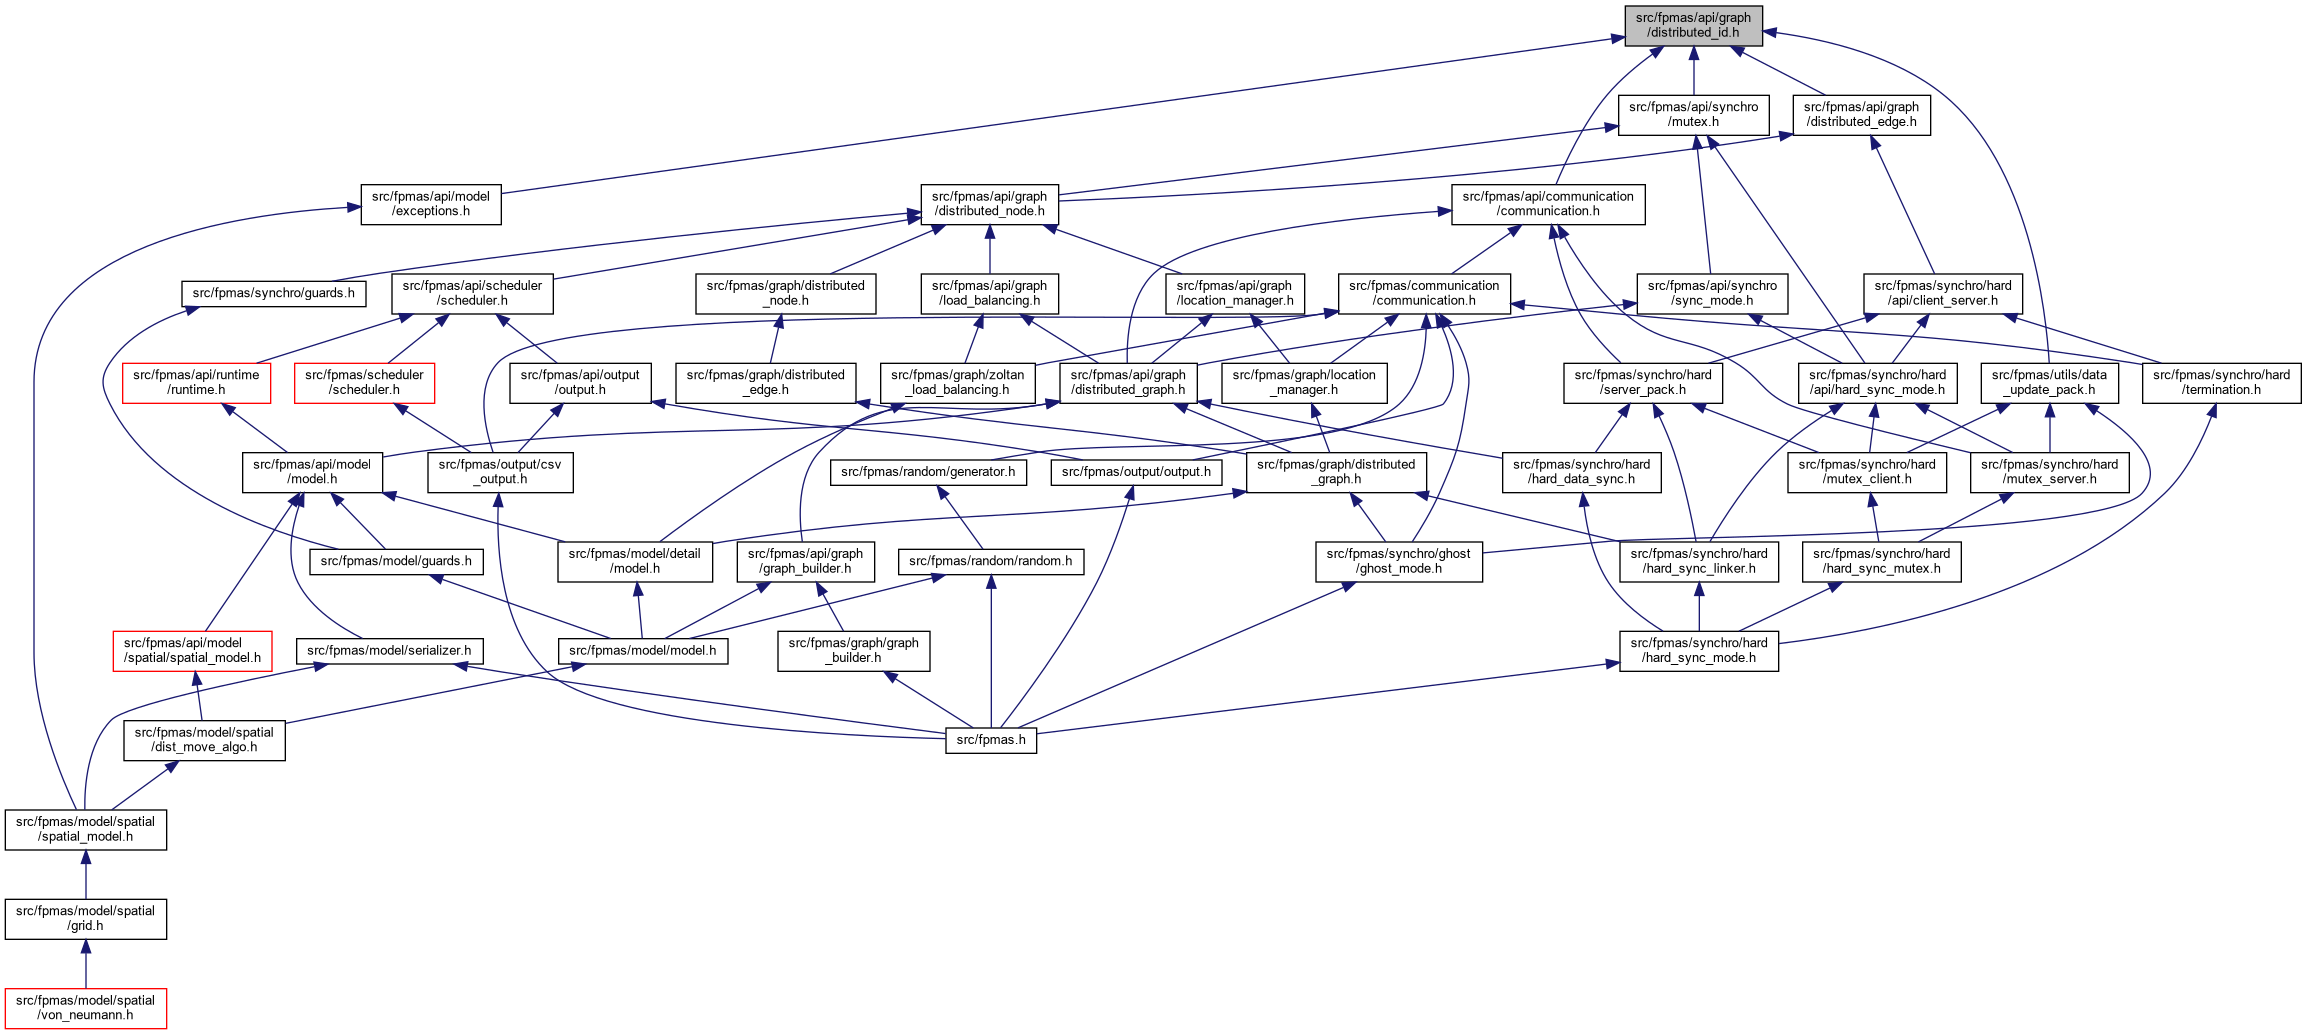 src/fpmas/api/graph
/distributed_id.h
src/fpmas/api/synchro
/mutex.h
src/fpmas/api/graph
/distributed_edge.h
src/fpmas/api/model
/exceptions.h
src/fpmas/api/graph
/distributed_node.h
src/fpmas/api/communication
/communication.h
src/fpmas/synchro/guards.h
src/fpmas/api/scheduler
/scheduler.h
src/fpmas/graph/distributed
_node.h
src/fpmas/api/graph
/load_balancing.h
src/fpmas/api/graph
/location_manager.h
src/fpmas/communication
/communication.h
src/fpmas/api/synchro
/sync_mode.h
src/fpmas/synchro/hard
/api/client_server.h
src/fpmas/api/runtime
/runtime.h
src/fpmas/scheduler
/scheduler.h
src/fpmas/api/output
/output.h
src/fpmas/graph/distributed
_edge.h
src/fpmas/graph/zoltan
_load_balancing.h
src/fpmas/api/graph
/distributed_graph.h
src/fpmas/graph/location
_manager.h
src/fpmas/synchro/hard
/server_pack.h
src/fpmas/synchro/hard
/api/hard_sync_mode.h
src/fpmas/utils/data
_update_pack.h
src/fpmas/synchro/hard
/termination.h
src/fpmas/api/model
/model.h
src/fpmas/output/csv
_output.h
src/fpmas/random/generator.h
src/fpmas/output/output.h
src/fpmas/graph/distributed
_graph.h
src/fpmas/synchro/hard
/hard_data_sync.h
src/fpmas/synchro/hard
/mutex_client.h
src/fpmas/synchro/hard
/mutex_server.h
src/fpmas/model/guards.h
src/fpmas/model/detail
/model.h
src/fpmas/api/graph
/graph_builder.h
src/fpmas/random/random.h
src/fpmas/synchro/ghost
/ghost_mode.h
src/fpmas/synchro/hard
/hard_sync_linker.h
src/fpmas/synchro/hard
/hard_sync_mutex.h
src/fpmas/api/model
/spatial/spatial_model.h
src/fpmas/model/serializer.h
src/fpmas/model/model.h
src/fpmas/graph/graph
_builder.h
src/fpmas/synchro/hard
/hard_sync_mode.h
src/fpmas/model/spatial
/dist_move_algo.h
src/fpmas.h
src/fpmas/model/spatial
/spatial_model.h
src/fpmas/model/spatial
/grid.h
src/fpmas/model/spatial
/von_neumann.h